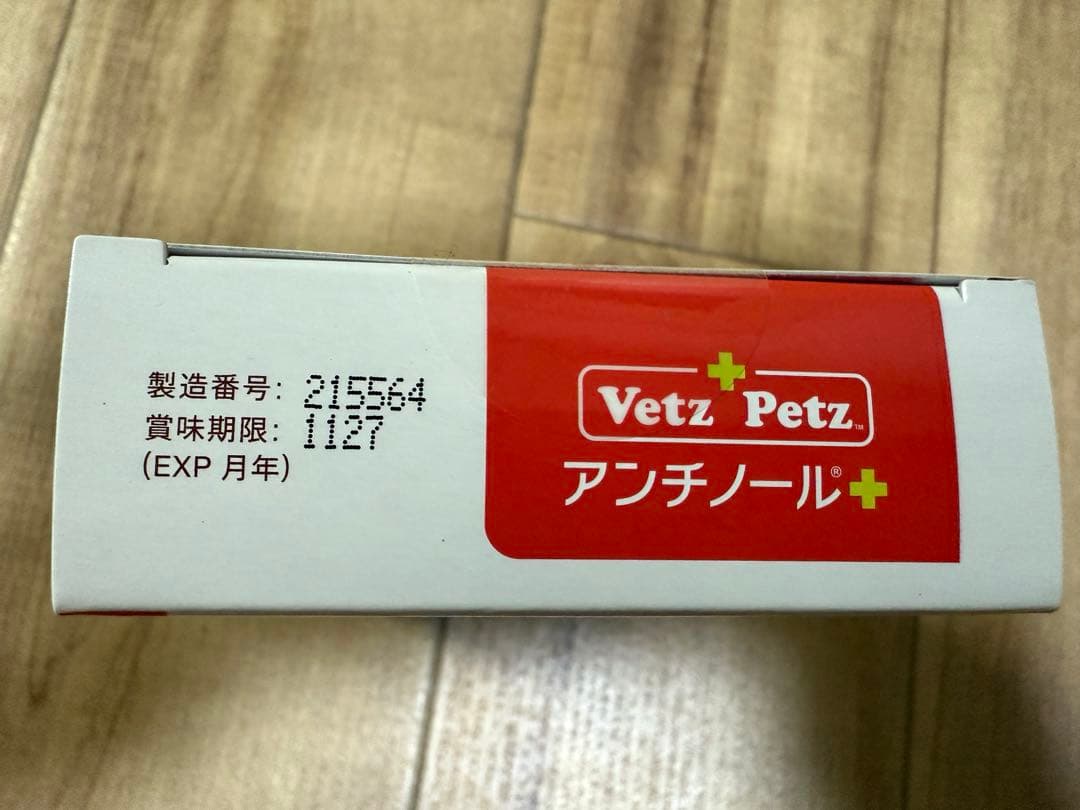 製造番号: 215564
賞味期限: 1127
(EXP 月年)
Vetz Petz™
アンチノール®